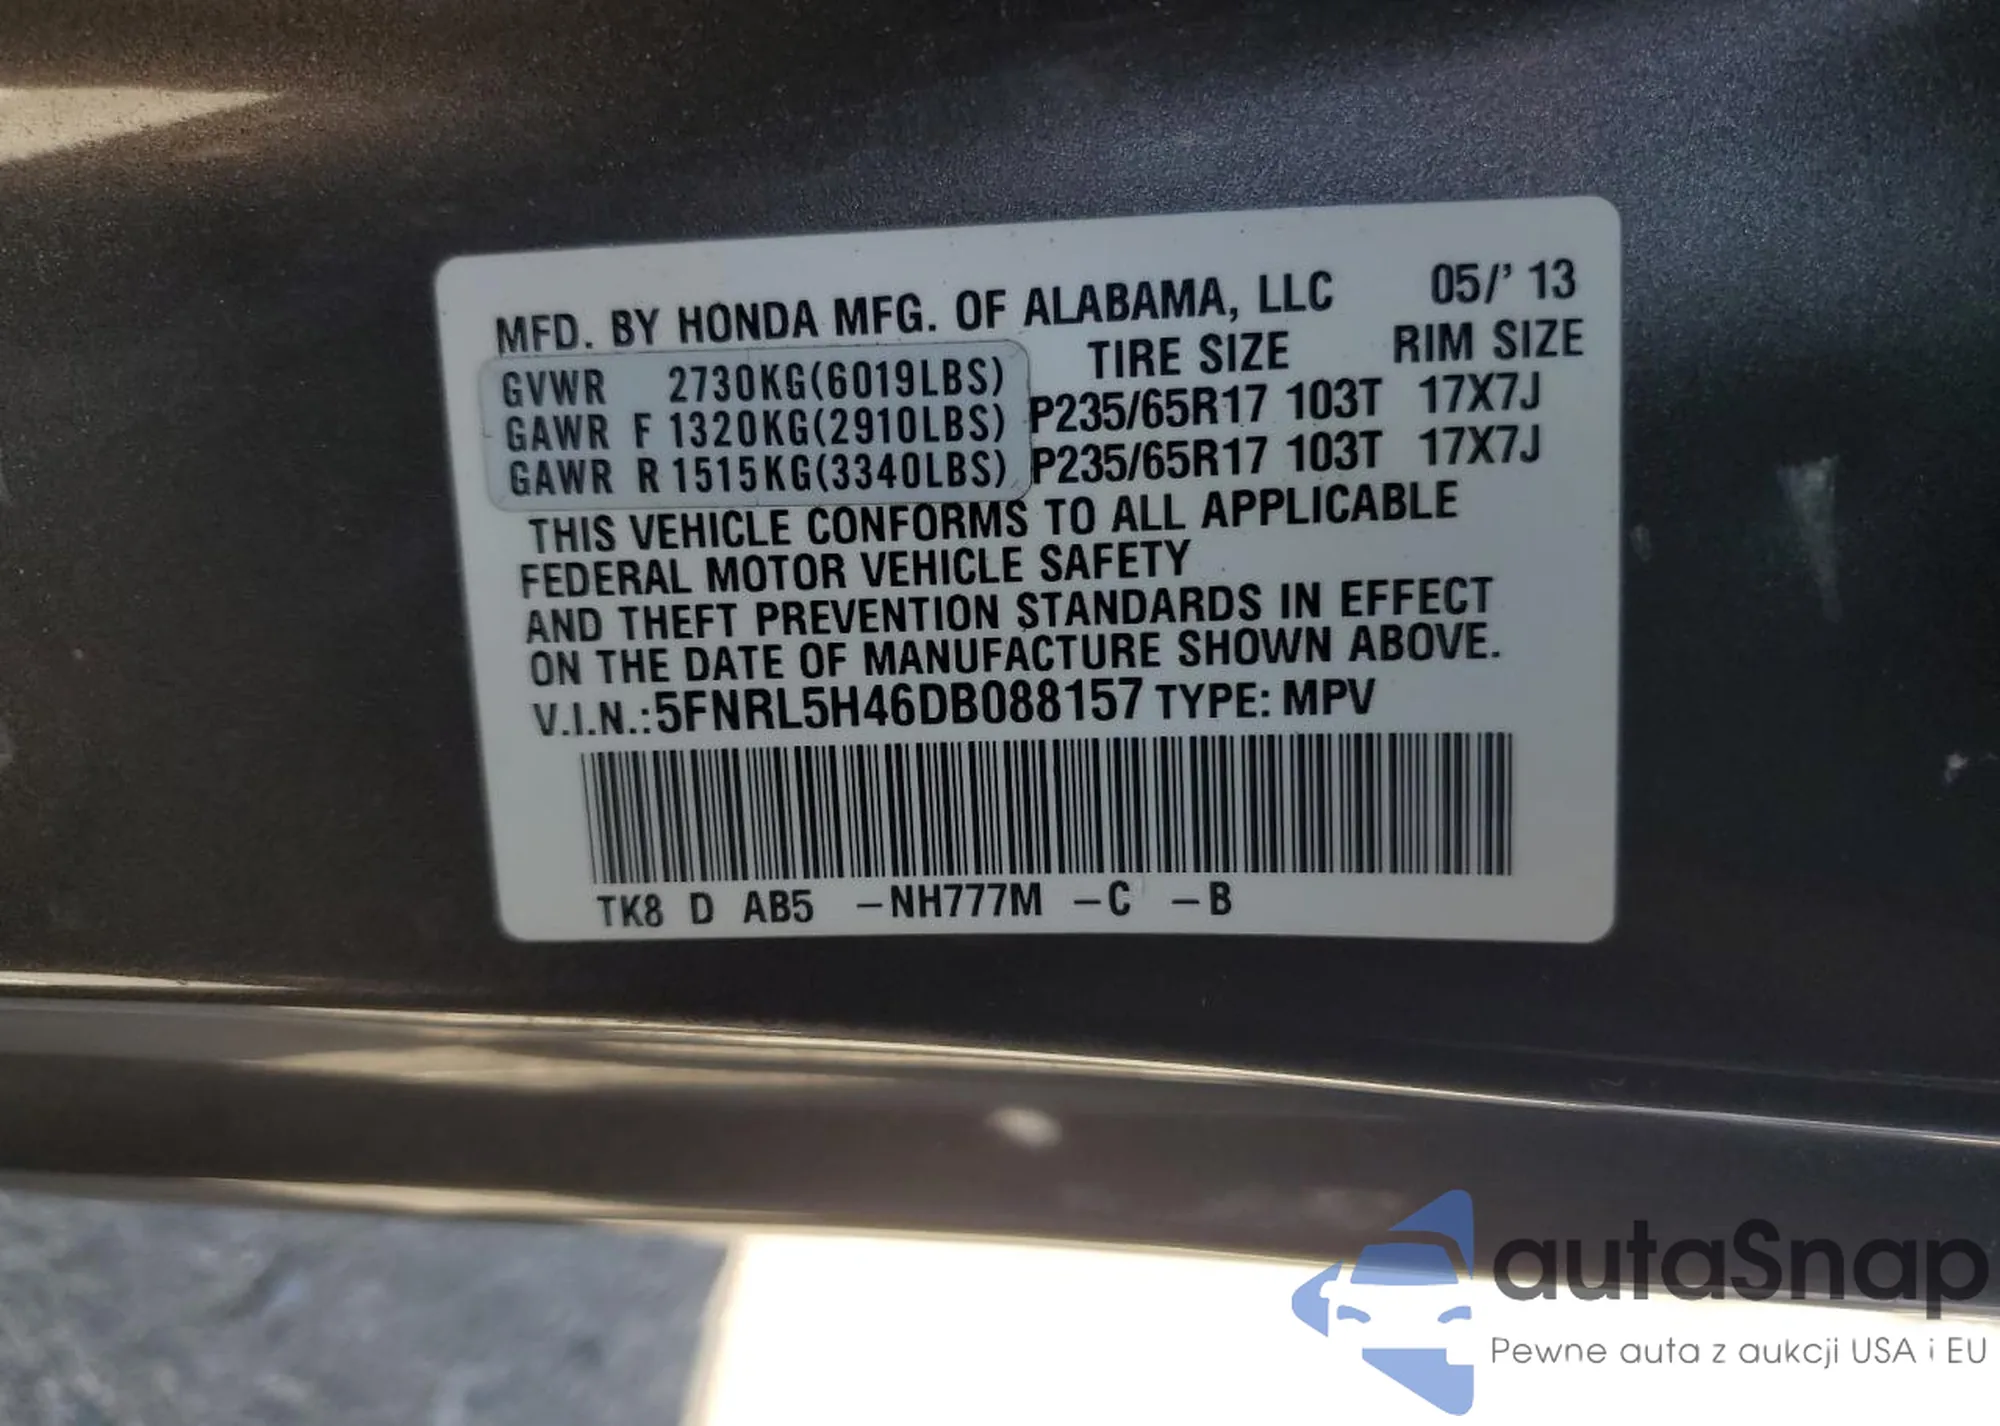 MFD. BY HONDA MFG. OF ALABAMA, LLC 05/' 13
TIRE SIZE RIM SIZE
GVWR 2730KG(6019LBS)
GAWR F 1320KG(2910LBS) P235/65R17 103T 17X7J
GAWR R 1515KG(3340LBS) P235/65R17 103T 17X7J
THIS VEHICLE CONFORMS TO ALL APPLICABLE
FEDERAL MOTOR VEHICLE SAFETY
AND THEFT PREVENTION STANDARDS IN EFFECT
ON THE DATE OF MANUFACTURE SHOWN ABOVE.
V.I.N.:5FNRL5H46DB088157 TYPE: MPV
TK8 D AB5 –NH777M –C –B
autaSnap
Pewne auta z aukcji USA i EU